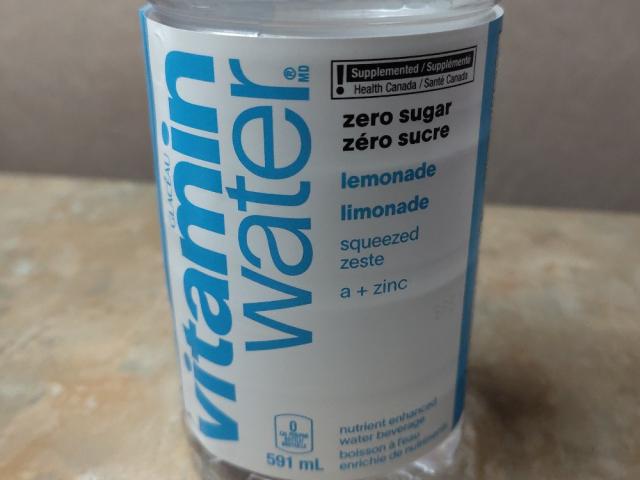 GLACEAU
vitamin
water®
MD
! Supplemented / Supplémenté
Health Canada / Santé Canada
zero sugar
zéro sucre
lemonade
limonade
squeezed
zeste
a + zinc
0
591 mL
nutrient enhanced
water beverage
boisson à l'eau
enrichie de nutriments